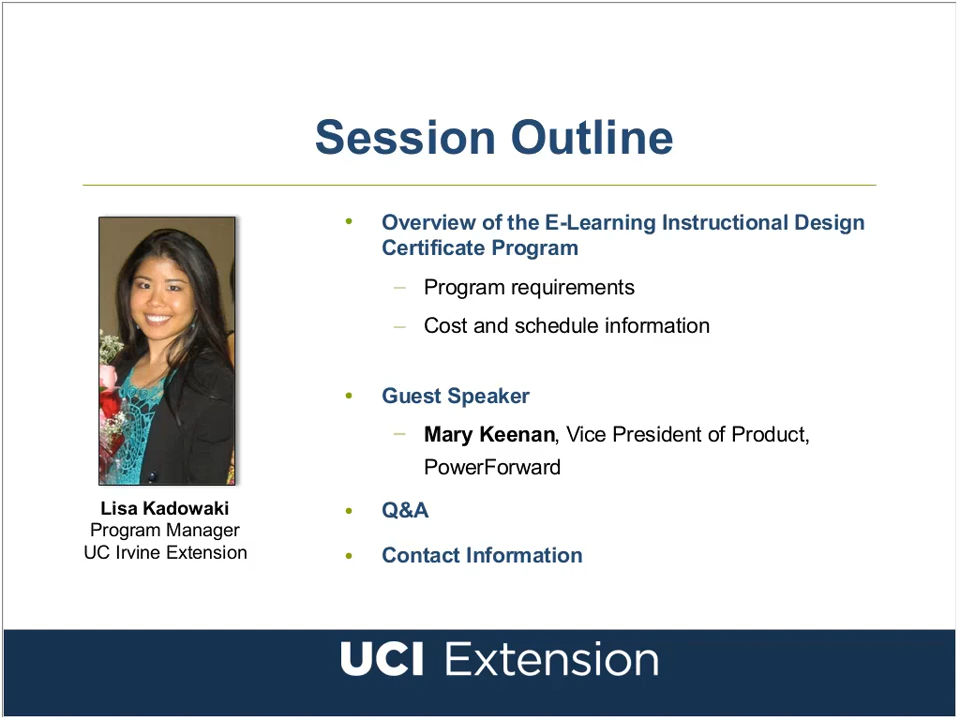 Session Outline
• Overview of the E-Learning Instructional Design
Certificate Program
– Program requirements
– Cost and schedule information
• Guest Speaker
– Mary Keenan, Vice President of Product,
PowerForward
• Q&A
• Contact Information
Lisa Kadowaki
Program Manager
UC Irvine Extension
UCI Extension